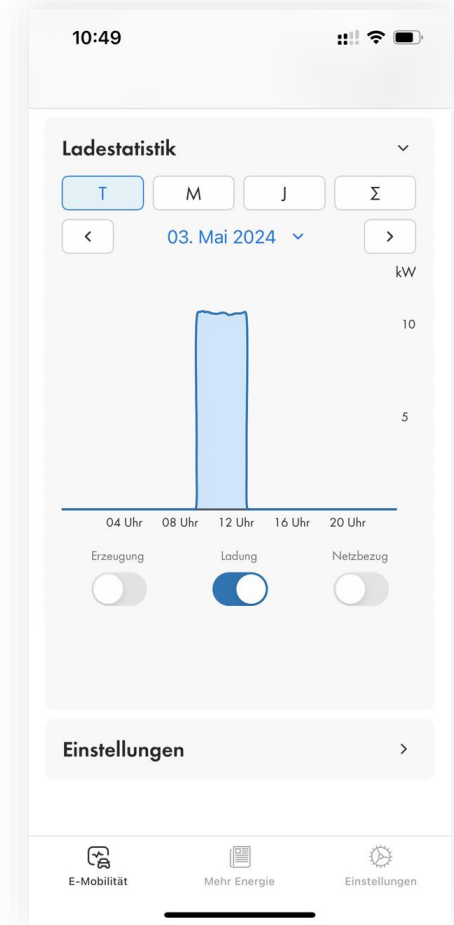 10:49
Ladestatistik
T M J Σ
03. Mai 2024
kW
10
5
04 Uhr 08 Uhr 12 Uhr 16 Uhr 20 Uhr
Erzeugung Ladung Netzbezug
Einstellungen
E-Mobilität Mehr Energie Einstellungen